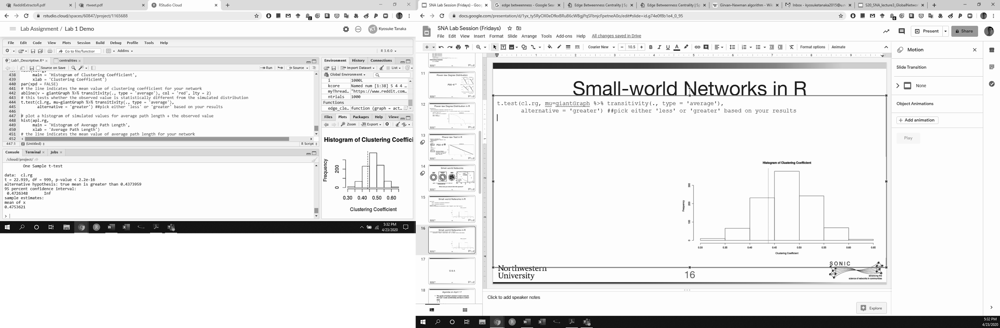 RedditExtractoR.pdf
rtweet.pdf
RStudio Cloud
rstudio.cloud/spaces/60847/project/1165688
2
Lab Assignment / Lab 1 Demo
KT Kyosuke Tanaka
File Edit Code View Plots Session Build Debug Profile Tools Help
Go to file/function
Addins
R 3.6.0
Lab1_Descriptive.R*
centralities
Source on Save
Run
Source
438 main = 'Histogram of Clustering Coefficient',
439 xlab = 'Clustering Coefficient')
440 par(xpd = FALSE)
441 # the line indicates the mean value of clustering coefficient for your network
442 abline(v = giantGraph %>% transitivity(., type = 'average'), col = 'red', lty = 2)
443 # this tests whether the observed value is statistically different from the simulated distribution
444 t.test(cl.rg, mu=giantGraph %>% transitivity(., type = 'average'),
445 alternative = 'greater') ##pick either 'less' or 'greater' based on your results
446
447 # plot a histogram of simulated values for average path length + the observed value
448 hist(apl.rg,
449 main = 'Histogram of Average Path Length',
450 xlab = 'Average Path Length')
451 # the line indicates the mean value of average path length for your network
452
447:1 (Untitled) R Script
Console Terminal Jobs
/cloud/project/
One Sample t-test
data: cl.rg
t = 22.919, df = 999, p-value < 2.2e-16
alternative hypothesis: true mean is greater than 0.4373959
95 percent confidence interval:
0.4726348 Inf
sample estimates:
mean of x
0.4753621
>
Environment History Connections
Import Dataset
List
Global Environment
i 1000L
kcore Named num [1:38] 5 4 4 ...
myThread… "https://www.reddit.com…
ntrials 1000
Functions
edge_cle… function (graph = act…
Files Plots Packages Help Viewe
Zoom Export
Histogram of Clustering Coeffici
Frequency
0 200
0.30 0.40 0.50 0.60
Clustering Coefficient
5:32 PM
4/23/2020
SNA Lab Session (Fridays) - Goog
edge betweenness - Google Sear
Edge Betweenness Centrality | Sp
Edge Betweenness Centrality | Sp
Girvan–Newman algorithm - Wik
Inbox - kyosuketanaka2015@u.n
S20_SNA_lecture3_GlobalNetwor
docs.google.com/presentation/d/1yx_ty5RyOX0eDfkxBRuB6cWBgjPqSFbnjcFpetneA0o/edit#slide=id.g74e0f8b1e4_0_95
0
SNA Lab Session (Fridays)
File Edit View Insert Format Slide Arrange Tools Add-ons Help
All changes saved in Drive
Present
Share
Courier New
10.5
B I U A
Format options
Animate
1 2 3 4 5 6 7 8 9
11
Power-law Degree Distribution
12
Power-law Degree Distribution in R
13
Power-law Test in R
14
Small-world Networks
15
Small-world Networks in R
16
Small-world Networks in R
17
Q & A
18
Agenda on April 17
Small-world Networks in R
t.test(cl.rg, mu=giantGraph %>% transitivity(., type = 'average'),
alternative = 'greater') ##pick either 'less' or 'greater' based on your results
Histogram of Clustering Coefficient
Frequency
0 100 200 300
0.30 0.35 0.40 0.45 0.50 0.55 0.60 0.65
Clustering Coefficient
Northwestern
University
16
SONIC
advancing the
science of networks in communities
Click to add speaker notes
Explore
Motion
Slide Transition
None
Object Animations
+ Add animation
Play
5:32 PM
4/23/2020